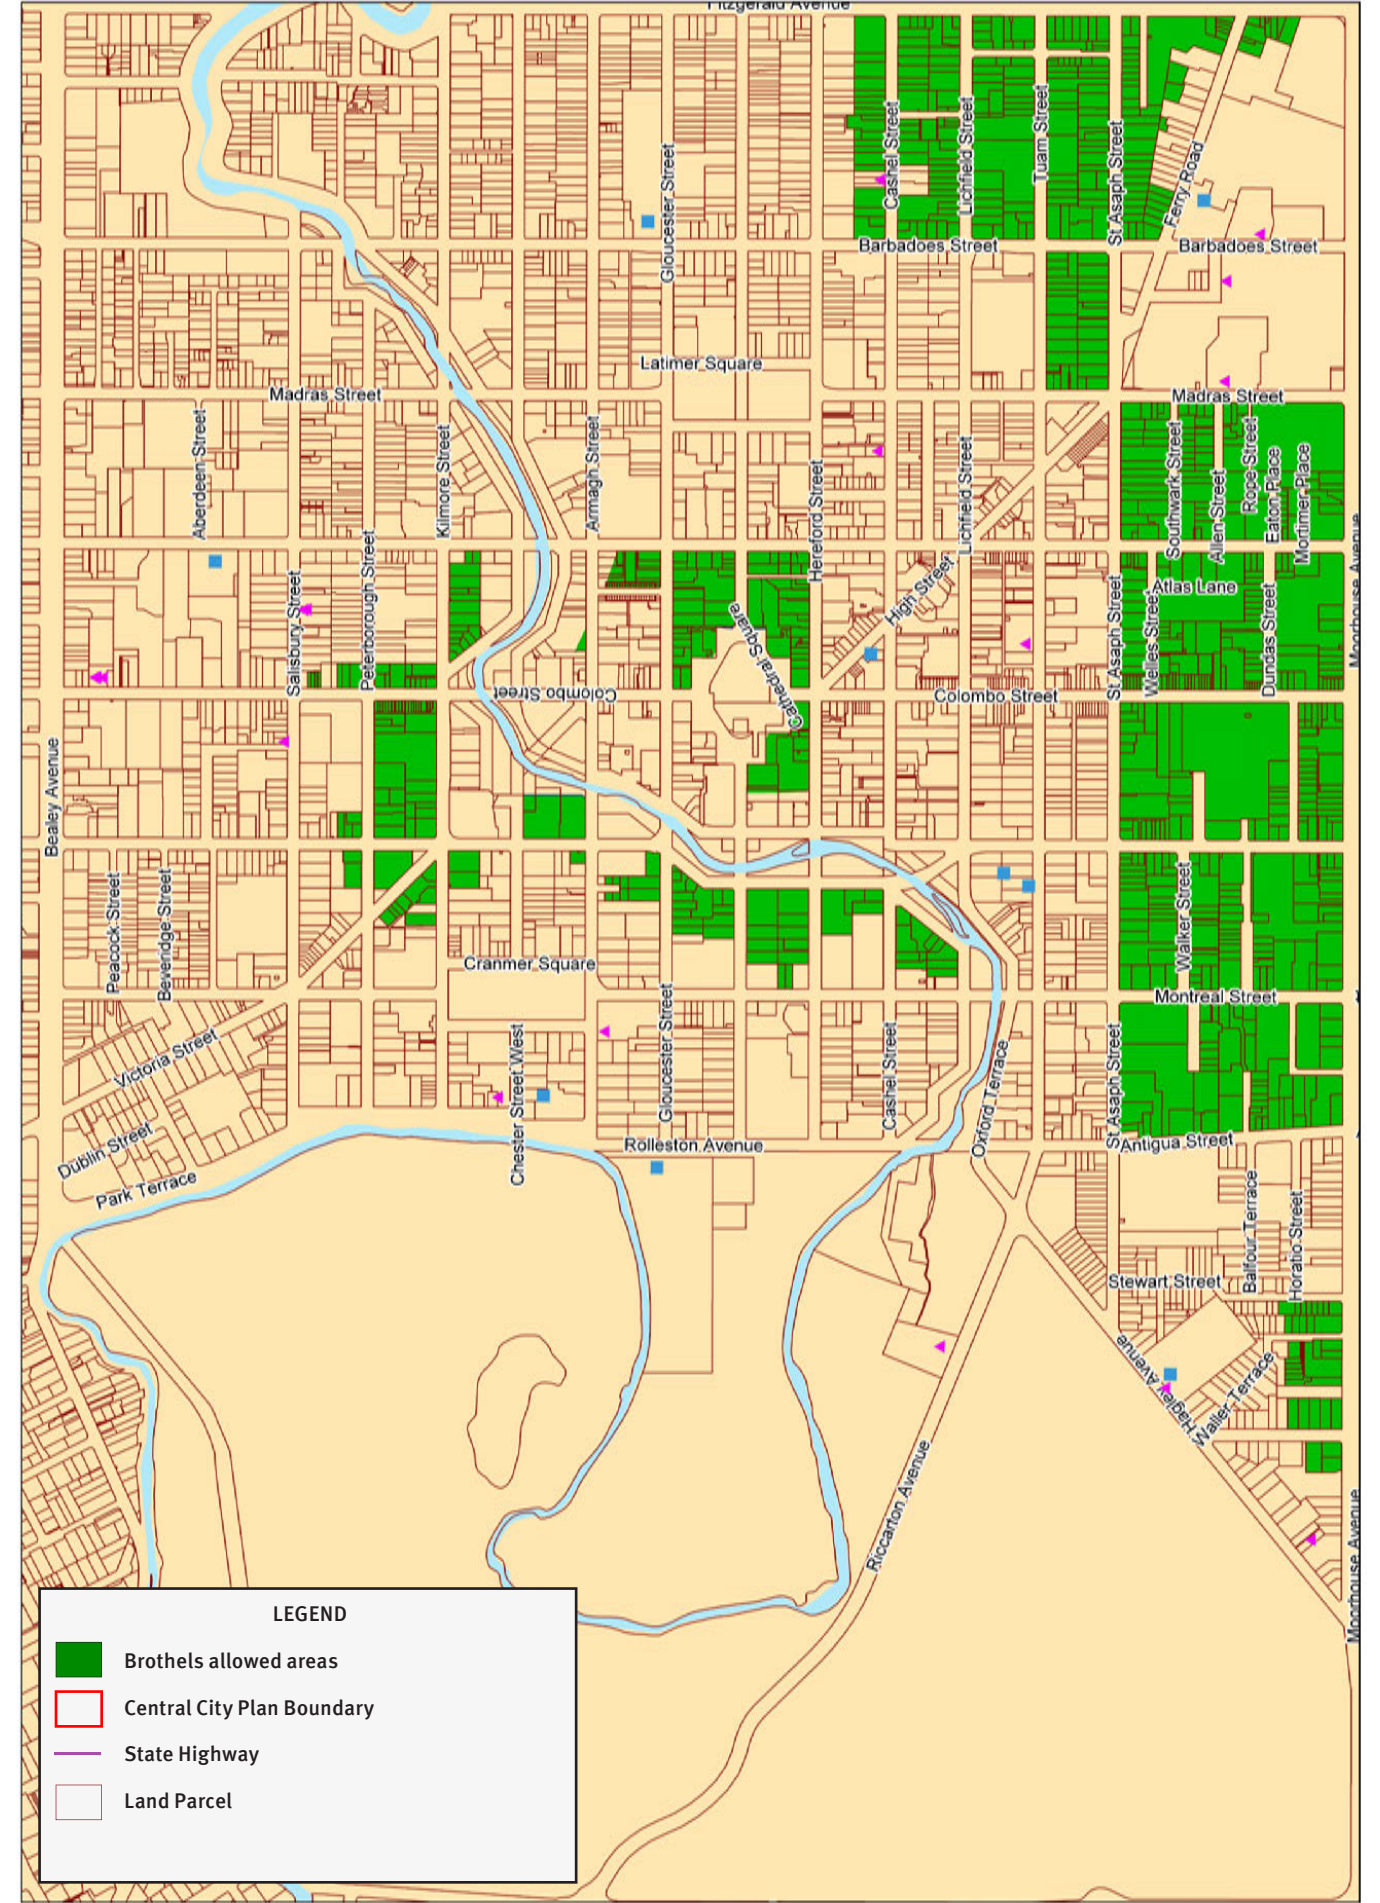 Fitzgerald Avenue
Cashel Street
Lichfield Street
Tuam Street
St Asaph Street
Ferry Road
Gloucester Street
Barbadoes Street
Barbadoes Street
Latimer Square
Madras Street
Madras Street
Aberdeen Street
Kilmore Street
Armagh Street
Hereford Street
Lichfield Street
Southwark Street
Allen Street
Rope Street
Eaton Place
Mortimer Place
Moorhouse Avenue
Salisbury Street
Peterborough Street
High Street
Atlas Lane
St Asaph Street
Welles Street
Dundas Street
Cathedral Square
Colombo Street
Colombo Street
Colombo Street
Bealey Avenue
Peacock Street
Beveridge Street
Walker Street
Cranmer Square
Montreal Street
Victoria Street
Chester Street West
Gloucester Street
Cashel Street
Oxford Terrace
St Asaph Street
Dublin Street
Rolleston Avenue
Antigua Street
Park Terrace
Balfour Terrace
Horatio Street
Stewart Street
Hagley Avenue
Waller Terrace
Riccarton Avenue
Moorhouse Avenue
LEGEND
Brothels allowed areas
Central City Plan Boundary
State Highway
Land Parcel